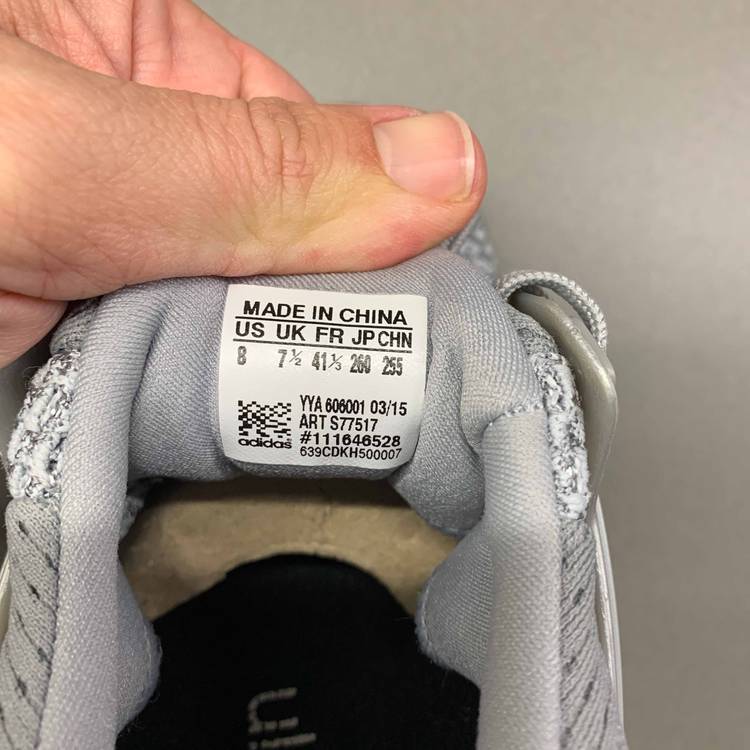 MADE IN CHINA
US UK FR JP CHN
8 7½ 41⅓ 260 255
YYA 606001 03/15
ART S77517
#111646528
adidas
639CDKH500007